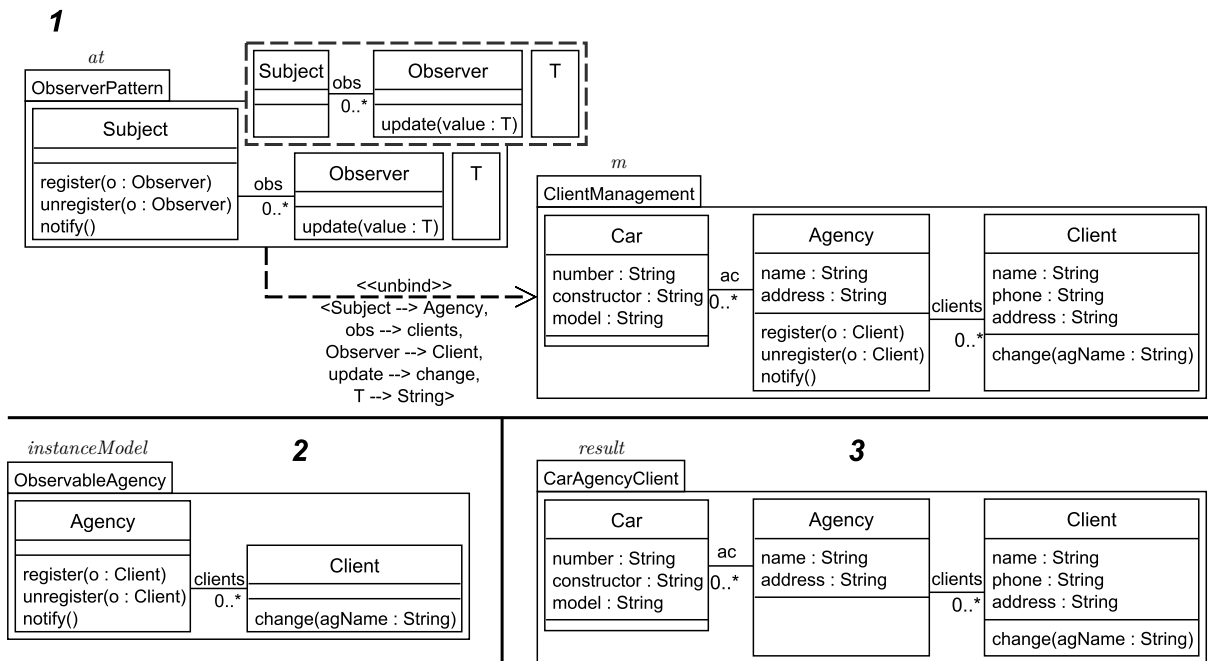 1
at
ObserverPattern
Subject
obs
0..*
Observer
update(value : T)
T
Subject
register(o : Observer)
unregister(o : Observer)
notify()
obs
0..*
Observer
update(value : T)
T
<<unbind>>
<Subject --> Agency,
obs --> clients,
Observer --> Client,
update --> change,
T --> String>
m
ClientManagement
Car
number : String
constructor : String
model : String
ac
0..*
Agency
name : String
address : String
register(o : Client)
unregister(o : Client)
notify()
clients
0..*
Client
name : String
phone : String
address : String
change(agName : String)
instanceModel
2
ObservableAgency
Agency
register(o : Client)
unregister(o : Client)
notify()
clients
0..*
Client
change(agName : String)
result
3
CarAgencyClient
Car
number : String
constructor : String
model : String
ac
0..*
Agency
name : String
address : String
clients
0..*
Client
name : String
phone : String
address : String
change(agName : String)